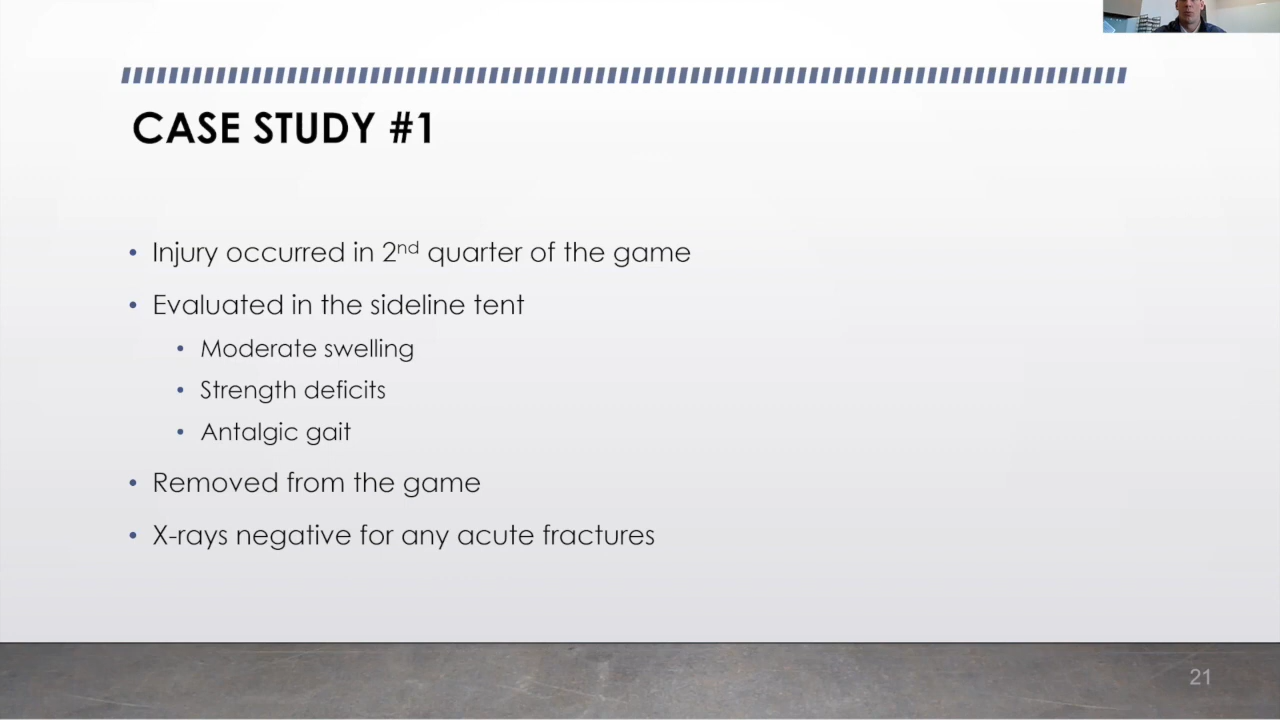 CASE STUDY #1
• Injury occurred in 2nd quarter of the game
• Evaluated in the sideline tent
• Moderate swelling
• Strength deficits
• Antalgic gait
• Removed from the game
• X-rays negative for any acute fractures
21